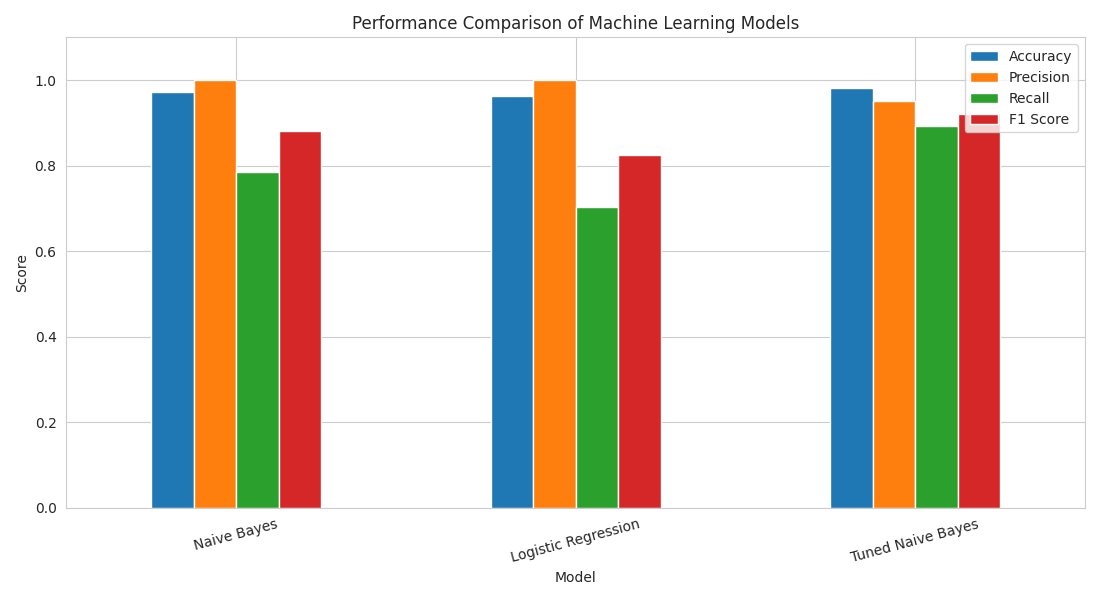 Performance Comparison of Machine Learning Models
Accuracy
Precision
Recall
F1 Score
1.0
0.8
0.6
0.4
0.2
0.0
Score
Naive Bayes
Logistic Regression
Tuned Naive Bayes
Model